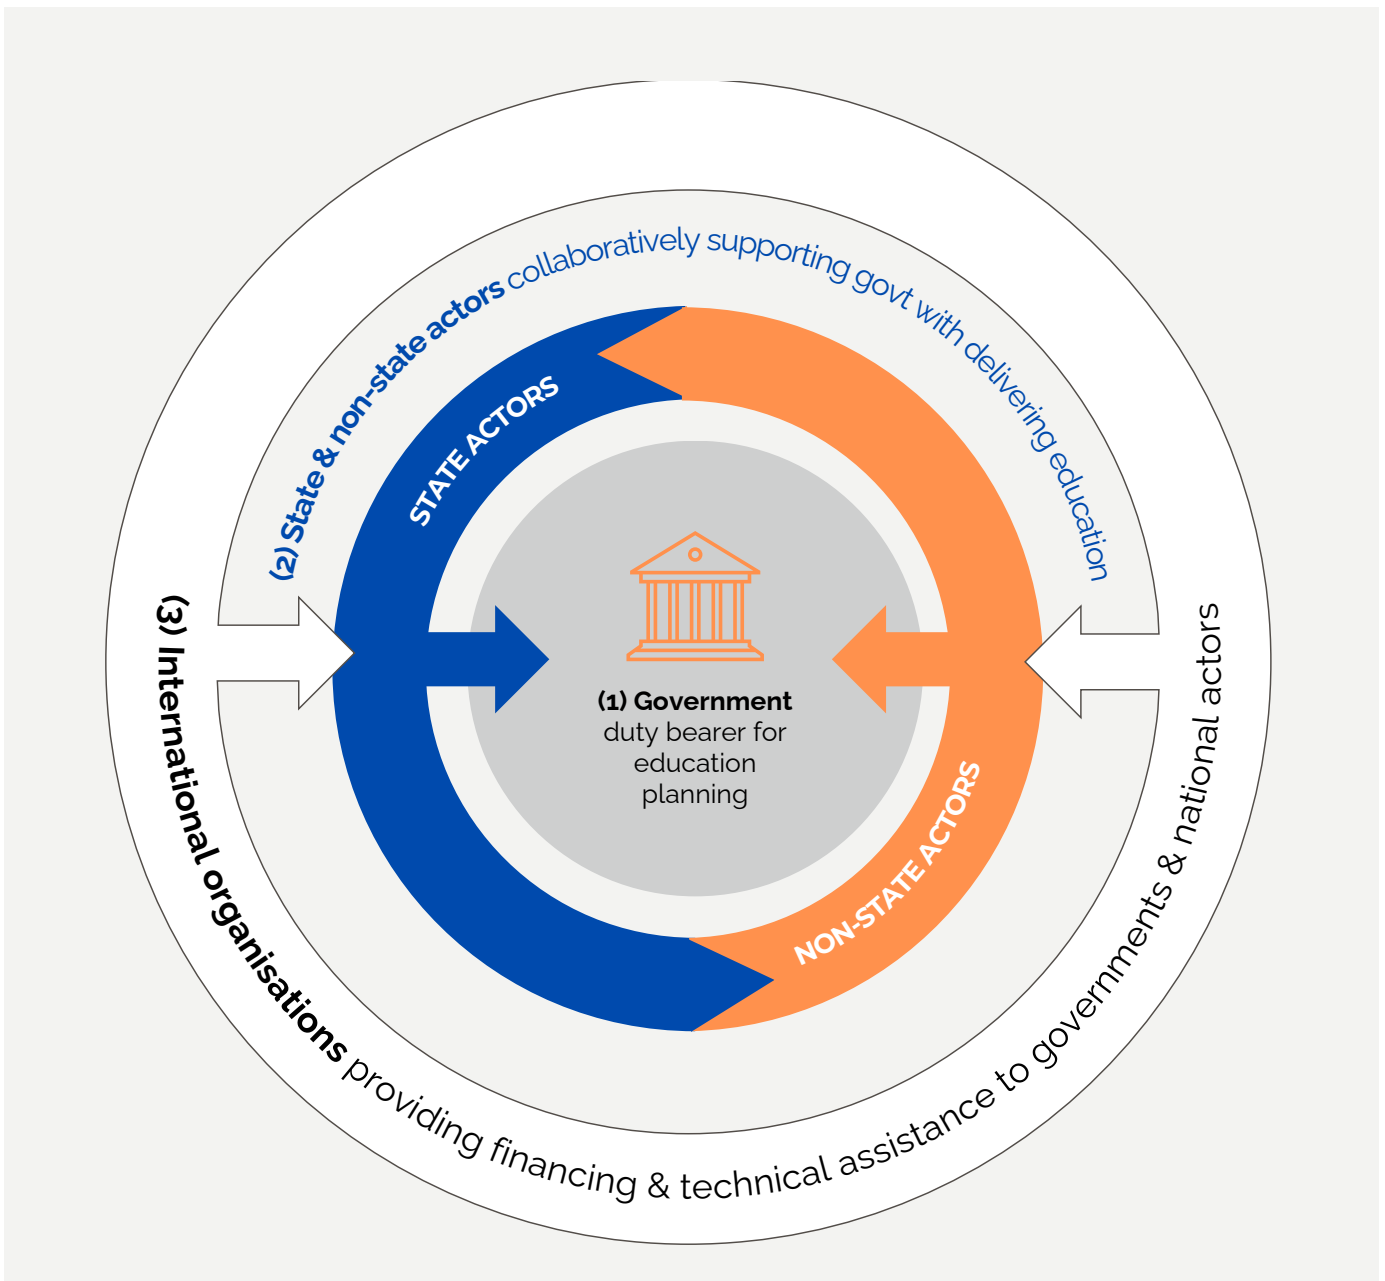 (2) State & non-state actors collaboratively supporting govt with delivering education
STATE ACTORS
(1) Government
duty bearer for
education
planning
NON-STATE ACTORS
(3) International organisations providing financing & technical assistance to governments & national actors